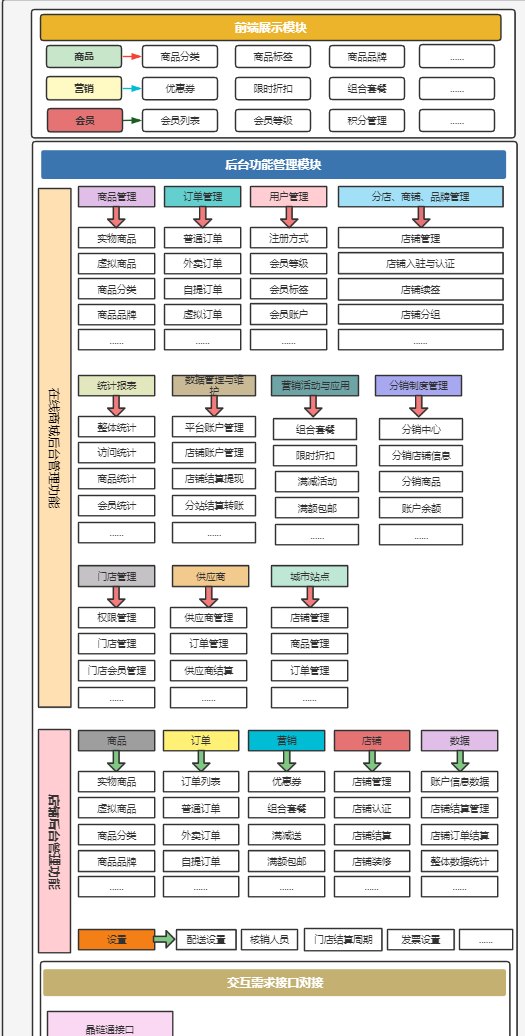 前端展示模块
商品 商品分类 商品标签 商品品牌 ......
营销 优惠券 限时折扣 组合套餐 ......
会员 会员列表 会员等级 积分管理 ......
后台功能管理模块
在线商城后台管理功能
商品管理 订单管理 用户管理 分店、商铺、品牌管理
实物商品 普通订单 注册方式 店铺管理
虚拟商品 外卖订单 会员等级 店铺入驻与认证
商品分类 自提订单 会员标签 店铺续签
商品品牌 虚拟订单 会员账户 店铺分组
...... ...... ...... ......
统计报表 数据管理与维护 营销活动与应用 分销制度管理
整体统计 平台账户管理 组合套餐 分销中心
访问统计 店铺账户管理 限时折扣 分销店铺信息
商品统计 店铺结算提现 满减活动 分销商品
会员统计 分站结算转账 满额包邮 账户余额
...... ...... ...... ......
门店管理 供应商 城市站点
权限管理 供应商管理 店铺管理
门店管理 订单管理 商品管理
门店会员管理 供应商结算 订单管理
...... ...... ......
商品 订单 营销 店铺 数据
实物商品 订单列表 优惠券 店铺管理 账户信息数据
虚拟商品 普通订单 组合套餐 店铺认证 店铺结算管理
商品分类 外卖订单 满减送 店铺结算 店铺订单结算
商品品牌 自提订单 满额包邮 店铺装修 整体数据统计
...... ...... ...... ...... ......
设置 配送设置 核销人员 门店结算周期 发票设置 ......
交互需求接口对接
晶链通接口